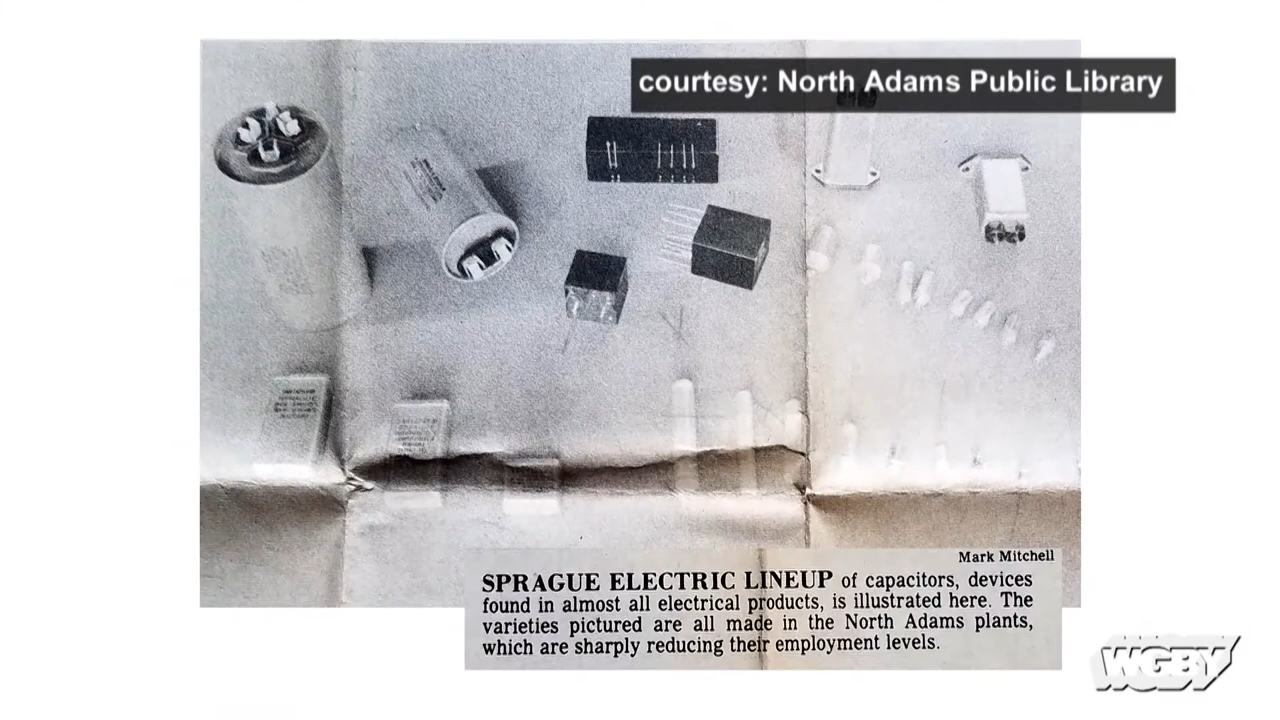 courtesy: North Adams Public Library
Mark Mitchell
SPRAGUE ELECTRIC LINEUP of capacitors, devices
found in almost all electrical products, is illustrated here. The
varieties pictured are all made in the North Adams plants,
which are sharply reducing their employment levels.
WGBY